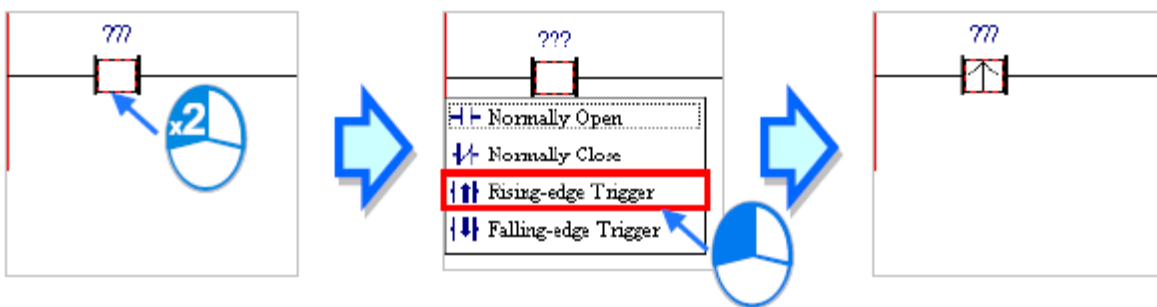 ???
x2
???
Normally Open
Normally Close
Rising-edge Trigger
Falling-edge Trigger
???